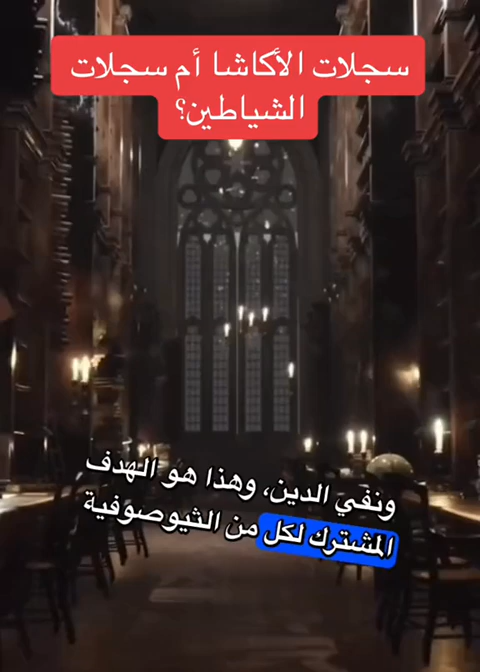 سجلات الأكاشا أم سجلات
الشياطين؟
ونفي الدين، وهذا هو الهدف
المشترك لكل من الثيوصوفية